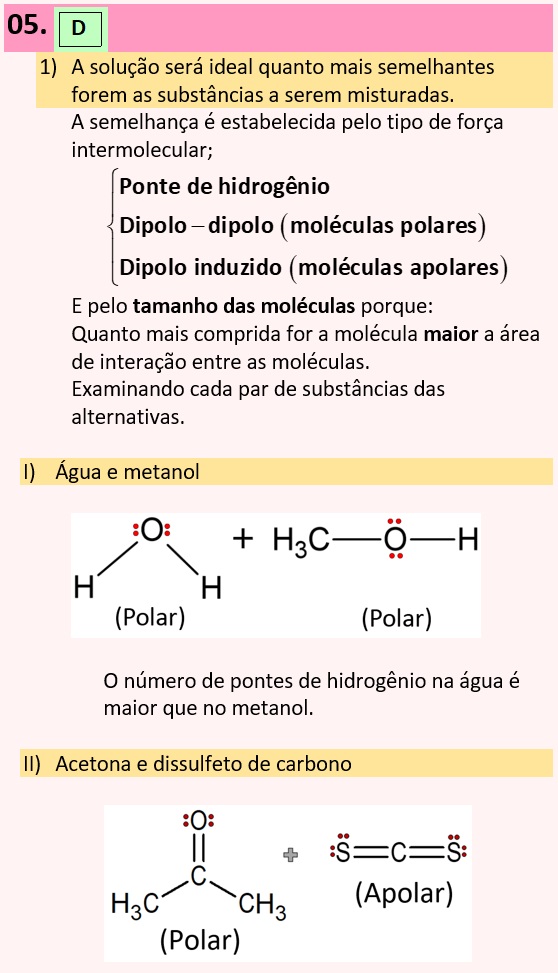 05. D
1) A solução será ideal quanto mais semelhantes
forem as substâncias a serem misturadas.
A semelhança é estabelecida pelo tipo de força
intermolecular;
Ponte de hidrogênio
Dipolo – dipolo (moléculas polares)
Dipolo induzido (moléculas apolares)
E pelo tamanho das moléculas porque:
Quanto mais comprida for a molécula maior a área
de interação entre as moléculas.
Examinando cada par de substâncias das
alternativas.
I) Água e metanol
:O: + H₃C—O—H
H H
(Polar) (Polar)
O número de pontes de hidrogênio na água é
maior que no metanol.
II) Acetona e dissulfeto de carbono
:O:
C + :S=C=S:
H₃C CH₃ (Apolar)
(Polar)